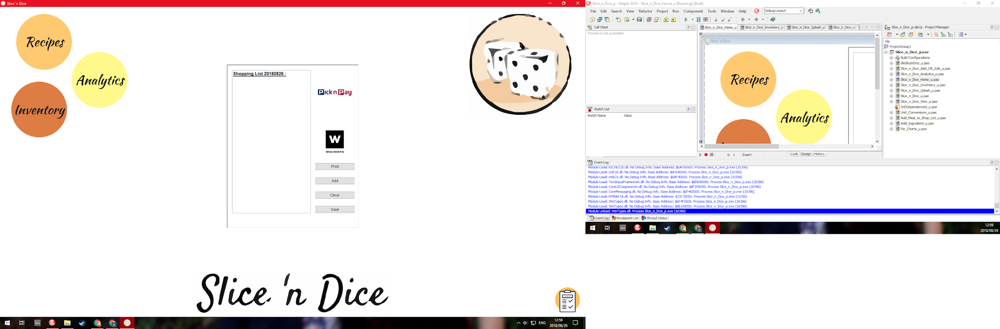 Slice 'n Dice
Recipes
Analytics
Inventory
Shopping List 20180826 :
Pick n Pay
W
WOOLWORTHS
Print
Add
Clear
Save
Slice 'n Dice
Live
B
ENG
12:59
2018/08/26
Slice_n_Dice_p - Delphi 2010 - Slice_n_Dice_Home_u [Running] [Built]
File Edit Search View Refactor Project Run Component Tools Window Help
Debug Layout
Call Stack
Process is not accessible
Watch List
Watch Name Value
Slice_n_Dice_Home_u Slice_n_Dice_Inventory_u Slice_n_Dice_Splash_u Slice_n_Dice_u
Slice 'n Dice
Recipes
Analytics
1: 1 Insert
Code Design History
Slice_n_Dice_p.dproj - Project Manager
File
ProjectGroup1
Slice_n_Dice_p.exe
Build Configurations
dmSlicenDice_u.pas
Slice_n_Dice_Add_OR_Edit_u.pas
Slice_n_Dice_Analytics_u.pas
Slice_n_Dice_Home_u.pas
Slice_n_Dice_Inventory_u.pas
Slice_n_Dice_Splash_u.pas
Slice_n_Dice_u.pas
Slice_n_Dice_View_u.pas
SnDDependencies_u.pas
Unit_Conversions_u.pas
Add_Meal_to_Shop_List_u.pas
Add_Ingredient_u.pas
Pie_Charts_u.pas
Event Log
Module Load: RICHED20.dll. No Debug Info. Base Address: $6AF80000. Process Slice_n_Dice_p.exe (10396)
Module Load: USP10.dll. No Debug Info. Base Address: $6F640000. Process Slice_n_Dice_p.exe (10396)
Module Load: msls31.dll. No Debug Info. Base Address: $6AF40000. Process Slice_n_Dice_p.exe (10396)
Module Load: TextInputFramework.dll. No Debug Info. Base Address: $6DD60000. Process Slice_n_Dice_p.exe (10396)
Module Load: CoreUIComponents.dll. No Debug Info. Base Address: $6F200000. Process Slice_n_Dice_p.exe (10396)
Module Load: CoreMessaging.dll. No Debug Info. Base Address: $6F460000. Process Slice_n_Dice_p.exe (10396)
Module Load: NTMARTA.dll. No Debug Info. Base Address: $72C70000. Process Slice_n_Dice_p.exe (10396)
Module Load: WinTypes.dll. No Debug Info. Base Address: $6F4F0000. Process Slice_n_Dice_p.exe (10396)
Module Load: WinTypes.dll. No Debug Info. Base Address: $0B1A0000. Process Slice_n_Dice_p.exe (10396)
Module Unload: WinTypes.dll. Process Slice_n_Dice_p.exe (10396)
Event Log Breakpoint List Thread Status
Live
B
12:59
2018/08/26